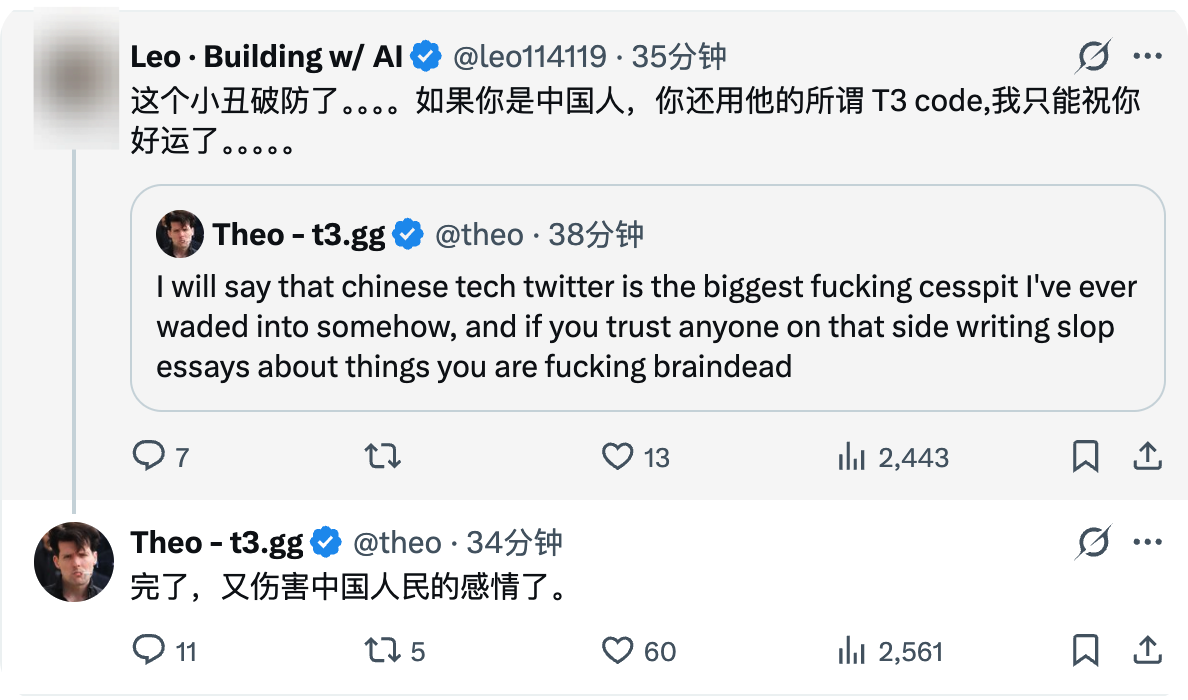 Leo · Building w/ AI @leo114119 · 35分钟
这个小丑破防了。。。。如果你是中国人，你还用他的所谓 T3 code,我只能祝你
好运了。。。。。
Theo - t3.gg @theo · 38分钟
I will say that chinese tech twitter is the biggest fucking cesspit I've ever
waded into somehow, and if you trust anyone on that side writing slop
essays about things you are fucking braindead
7 13 2,443
Theo - t3.gg @theo · 34分钟
完了，又伤害中国人民的感情了。
11 5 60 2,561